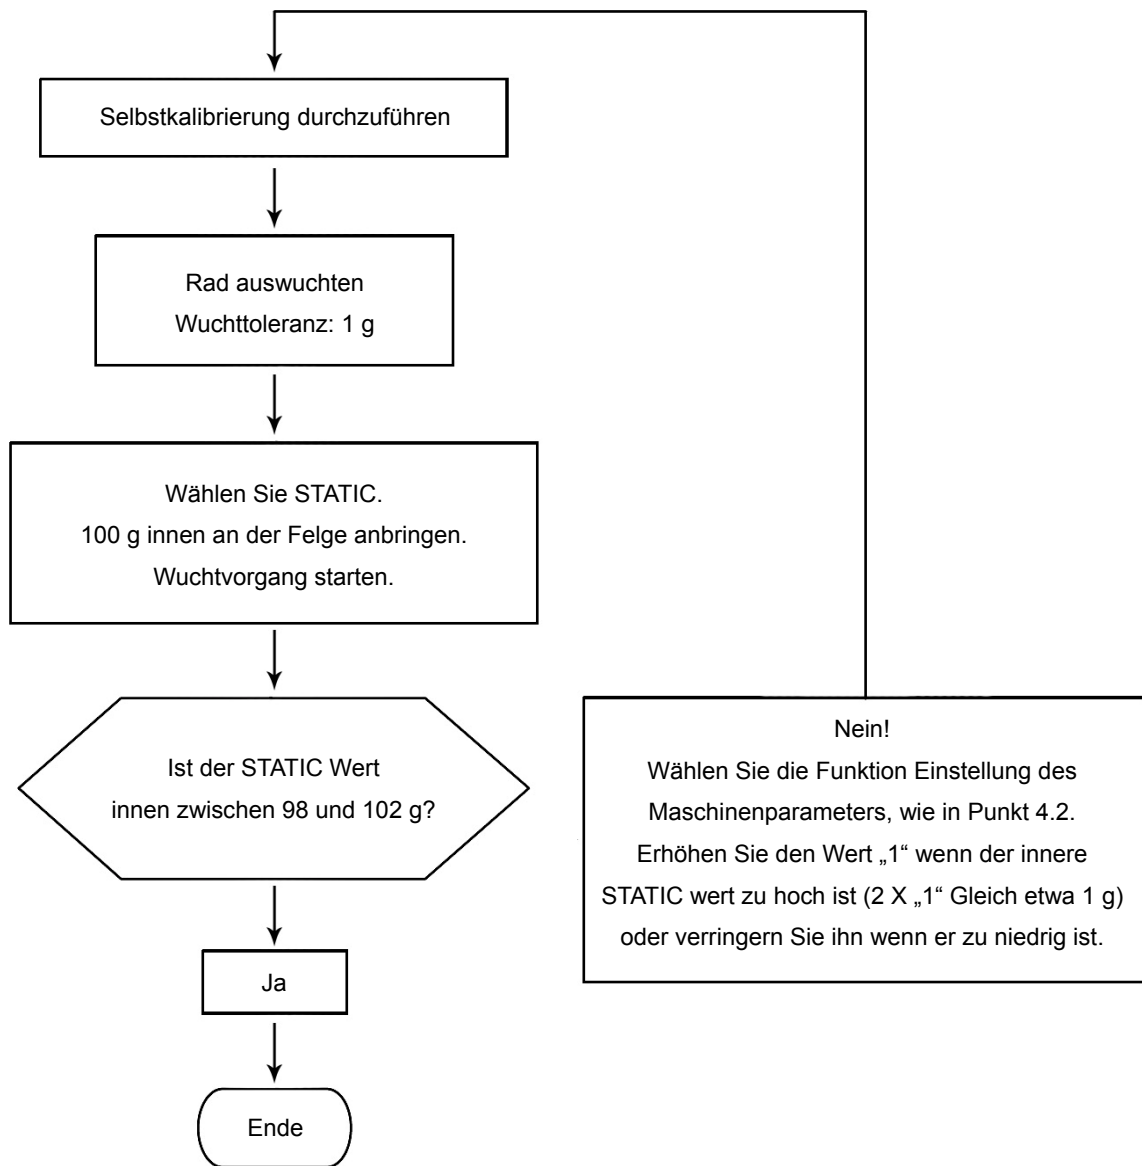 Selbstkalibrierung durchzuführen
Rad auswuchten
Wuchttoleranz: 1 g
Wählen Sie STATIC.
100 g innen an der Felge anbringen.
Wuchtvorgang starten.
Ist der STATIC Wert
innen zwischen 98 und 102 g?
Nein!
Wählen Sie die Funktion Einstellung des
Maschinenparameters, wie in Punkt 4.2.
Erhöhen Sie den Wert „1“ wenn der innere
STATIC wert zu hoch ist (2 X „1“ Gleich etwa 1 g)
oder verringern Sie ihn wenn er zu niedrig ist.
Ja
Ende